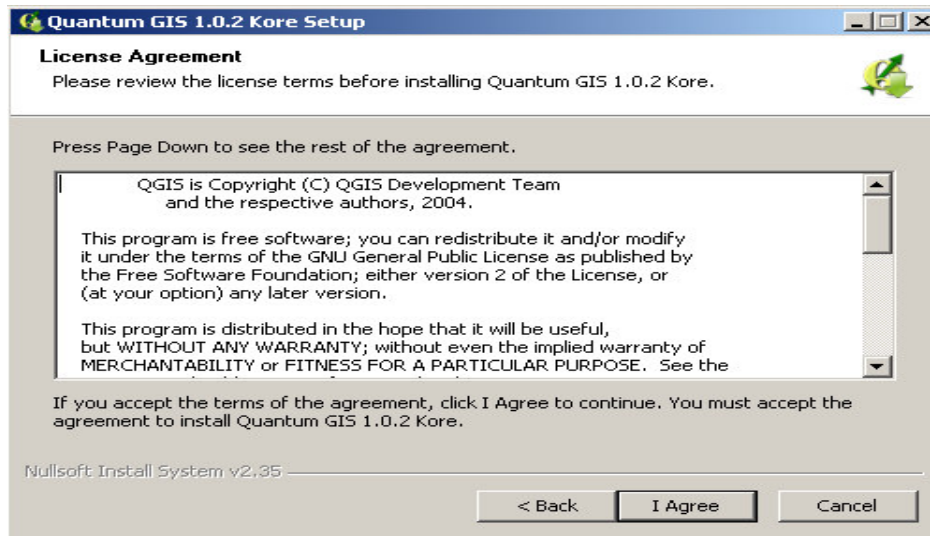 Quantum GIS 1.0.2 Kore Setup
License Agreement
Please review the license terms before installing Quantum GIS 1.0.2 Kore.
Press Page Down to see the rest of the agreement.
QGIS is Copyright (C) QGIS Development Team
and the respective authors, 2004.
This program is free software; you can redistribute it and/or modify
it under the terms of the GNU General Public License as published by
the Free Software Foundation; either version 2 of the License, or
(at your option) any later version.
This program is distributed in the hope that it will be useful,
but WITHOUT ANY WARRANTY; without even the implied warranty of
MERCHANTABILITY or FITNESS FOR A PARTICULAR PURPOSE. See the
If you accept the terms of the agreement, click I Agree to continue. You must accept the
agreement to install Quantum GIS 1.0.2 Kore.
Nullsoft Install System v2.35
< Back
I Agree
Cancel